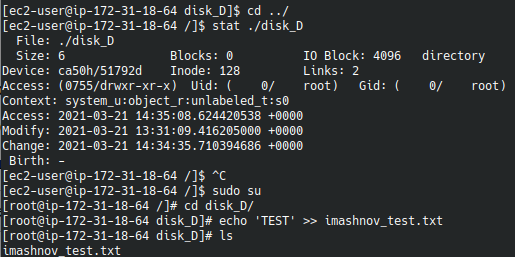 [ec2-user@ip-172-31-18-64 disk_D]$ cd ../
[ec2-user@ip-172-31-18-64 /]$ stat ./disk_D
  File: ./disk_D
  Size: 6               Blocks: 0          IO Block: 4096   directory
Device: ca50h/51792d    Inode: 128         Links: 2
Access: (0755/drwxr-xr-x)  Uid: (    0/    root)   Gid: (    0/    root)
Context: system_u:object_r:unlabeled_t:s0
Access: 2021-03-21 14:35:08.624420538 +0000
Modify: 2021-03-21 13:31:09.416205000 +0000
Change: 2021-03-21 14:34:35.710394686 +0000
 Birth: -
[ec2-user@ip-172-31-18-64 /]$ ^C
[ec2-user@ip-172-31-18-64 /]$ sudo su
[root@ip-172-31-18-64 /]# cd disk_D/
[root@ip-172-31-18-64 disk_D]# echo 'TEST' >> imashnov_test.txt
[root@ip-172-31-18-64 disk_D]# ls
imashnov_test.txt